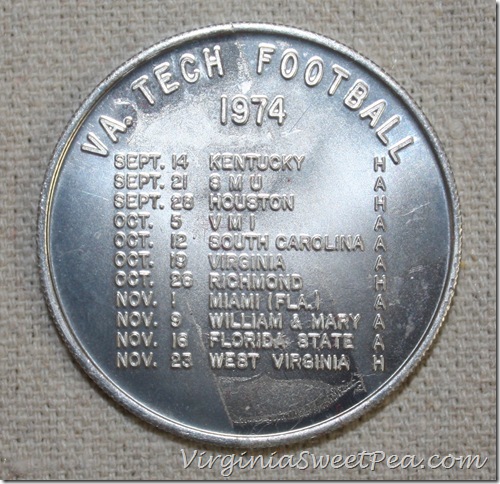 VA. TECH FOOTBALL
1974
SEPT. 14 KENTUCKY H
SEPT. 21 S M U A
SEPT. 28 HOUSTON H
OCT. 5 V M I A
OCT. 12 SOUTH CAROLINA A
OCT. 19 VIRGINIA A
OCT. 26 RICHMOND H
NOV. 1 MIAMI (FLA.) A
NOV. 9 WILLIAM & MARY A
NOV. 16 FLORIDA STATE A
NOV. 23 WEST VIRGINIA H
VirginiaSweetPea.com